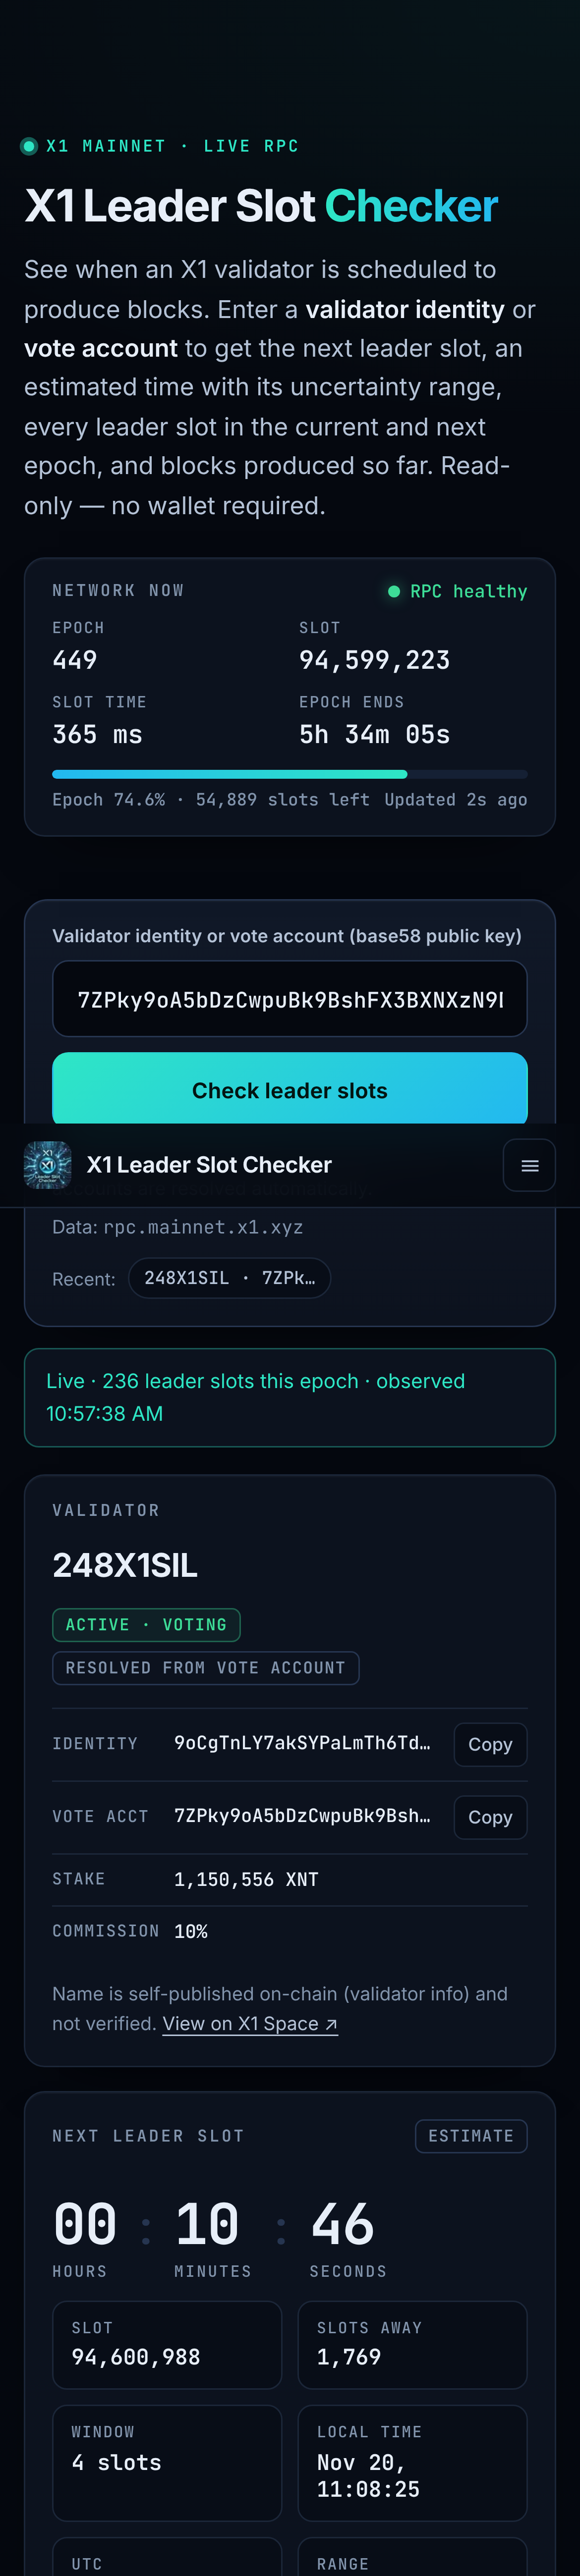 X1 MAINNET · LIVE RPC
X1 Leader Slot Checker
See when an X1 validator is scheduled to
produce blocks. Enter a validator identity or
vote account to get the next leader slot, an
estimated time with its uncertainty range,
every leader slot in the current and next
epoch, and blocks produced so far. Read-
only — no wallet required.
NETWORK NOW
RPC healthy
EPOCH
449
SLOT
94,599,223
SLOT TIME
365 ms
EPOCH ENDS
5h 34m 05s
Epoch 74.6% · 54,889 slots left
Updated 2s ago
Validator identity or vote account (base58 public key)
7ZPky9oA5bDzCwpuBk9BshFX3BXNXzN9
Check leader slots
X1 Leader Slot Checker
accounts are resolved automatically.
Data: rpc.mainnet.x1.xyz
Recent:
248X1SIL · 7ZPk…
Live · 236 leader slots this epoch · observed
10:57:38 AM
VALIDATOR
248X1SIL
ACTIVE · VOTING
RESOLVED FROM VOTE ACCOUNT
IDENTITY
9oCgTnLY7akSYPaLmTh6Td…
Copy
VOTE ACCT
7ZPky9oA5bDzCwpuBk9Bsh…
Copy
STAKE
1,150,556 XNT
COMMISSION
10%
Name is self-published on-chain (validator info) and
not verified. View on X1 Space ↗
NEXT LEADER SLOT
ESTIMATE
00 : 10 : 46
HOURS
MINUTES
SECONDS
SLOT
94,600,988
SLOTS AWAY
1,769
WINDOW
4 slots
LOCAL TIME
Nov 20,
11:08:25
UTC
RANGE